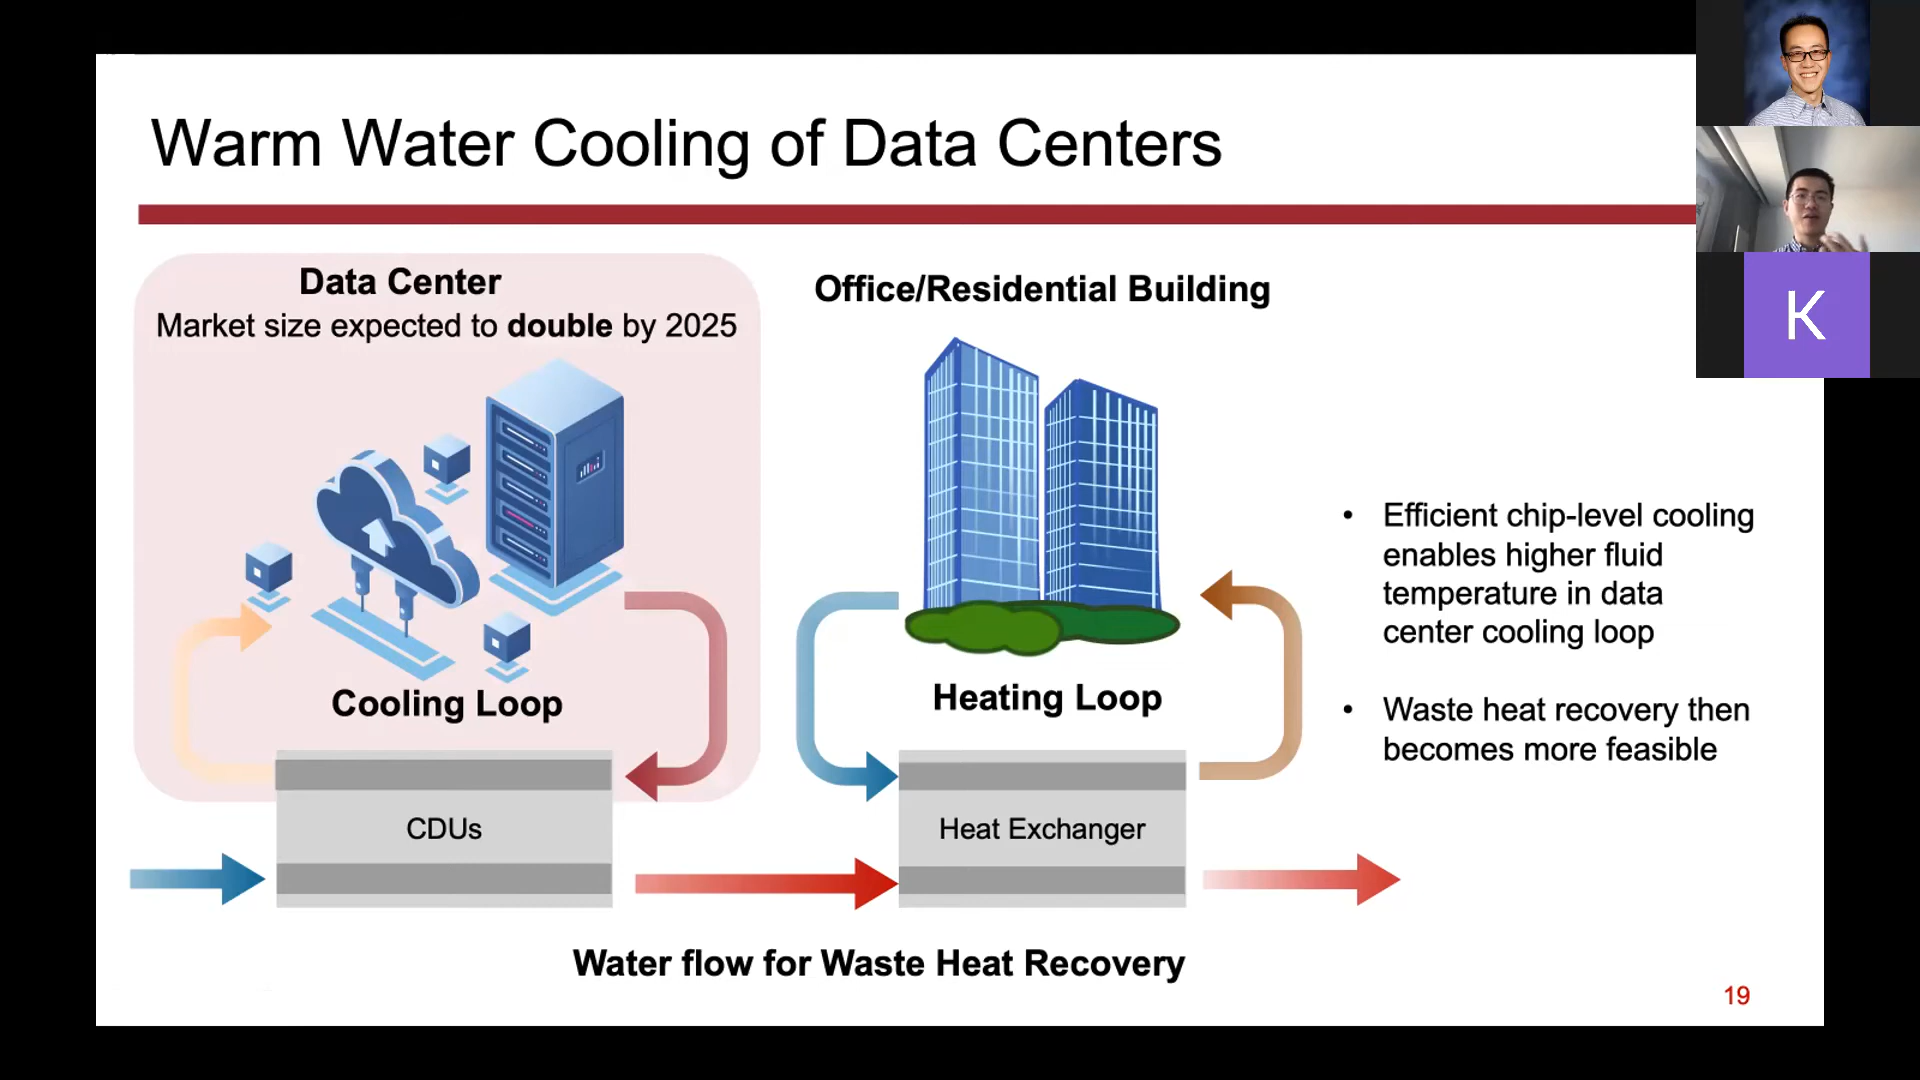 Warm Water Cooling of Data Centers
Data Center
Market size expected to double by 2025
Cooling Loop
CDUs
Office/Residential Building
Heating Loop
Heat Exchanger
Water flow for Waste Heat Recovery
• Efficient chip-level cooling
enables higher fluid
temperature in data
center cooling loop
• Waste heat recovery then
becomes more feasible
19
K